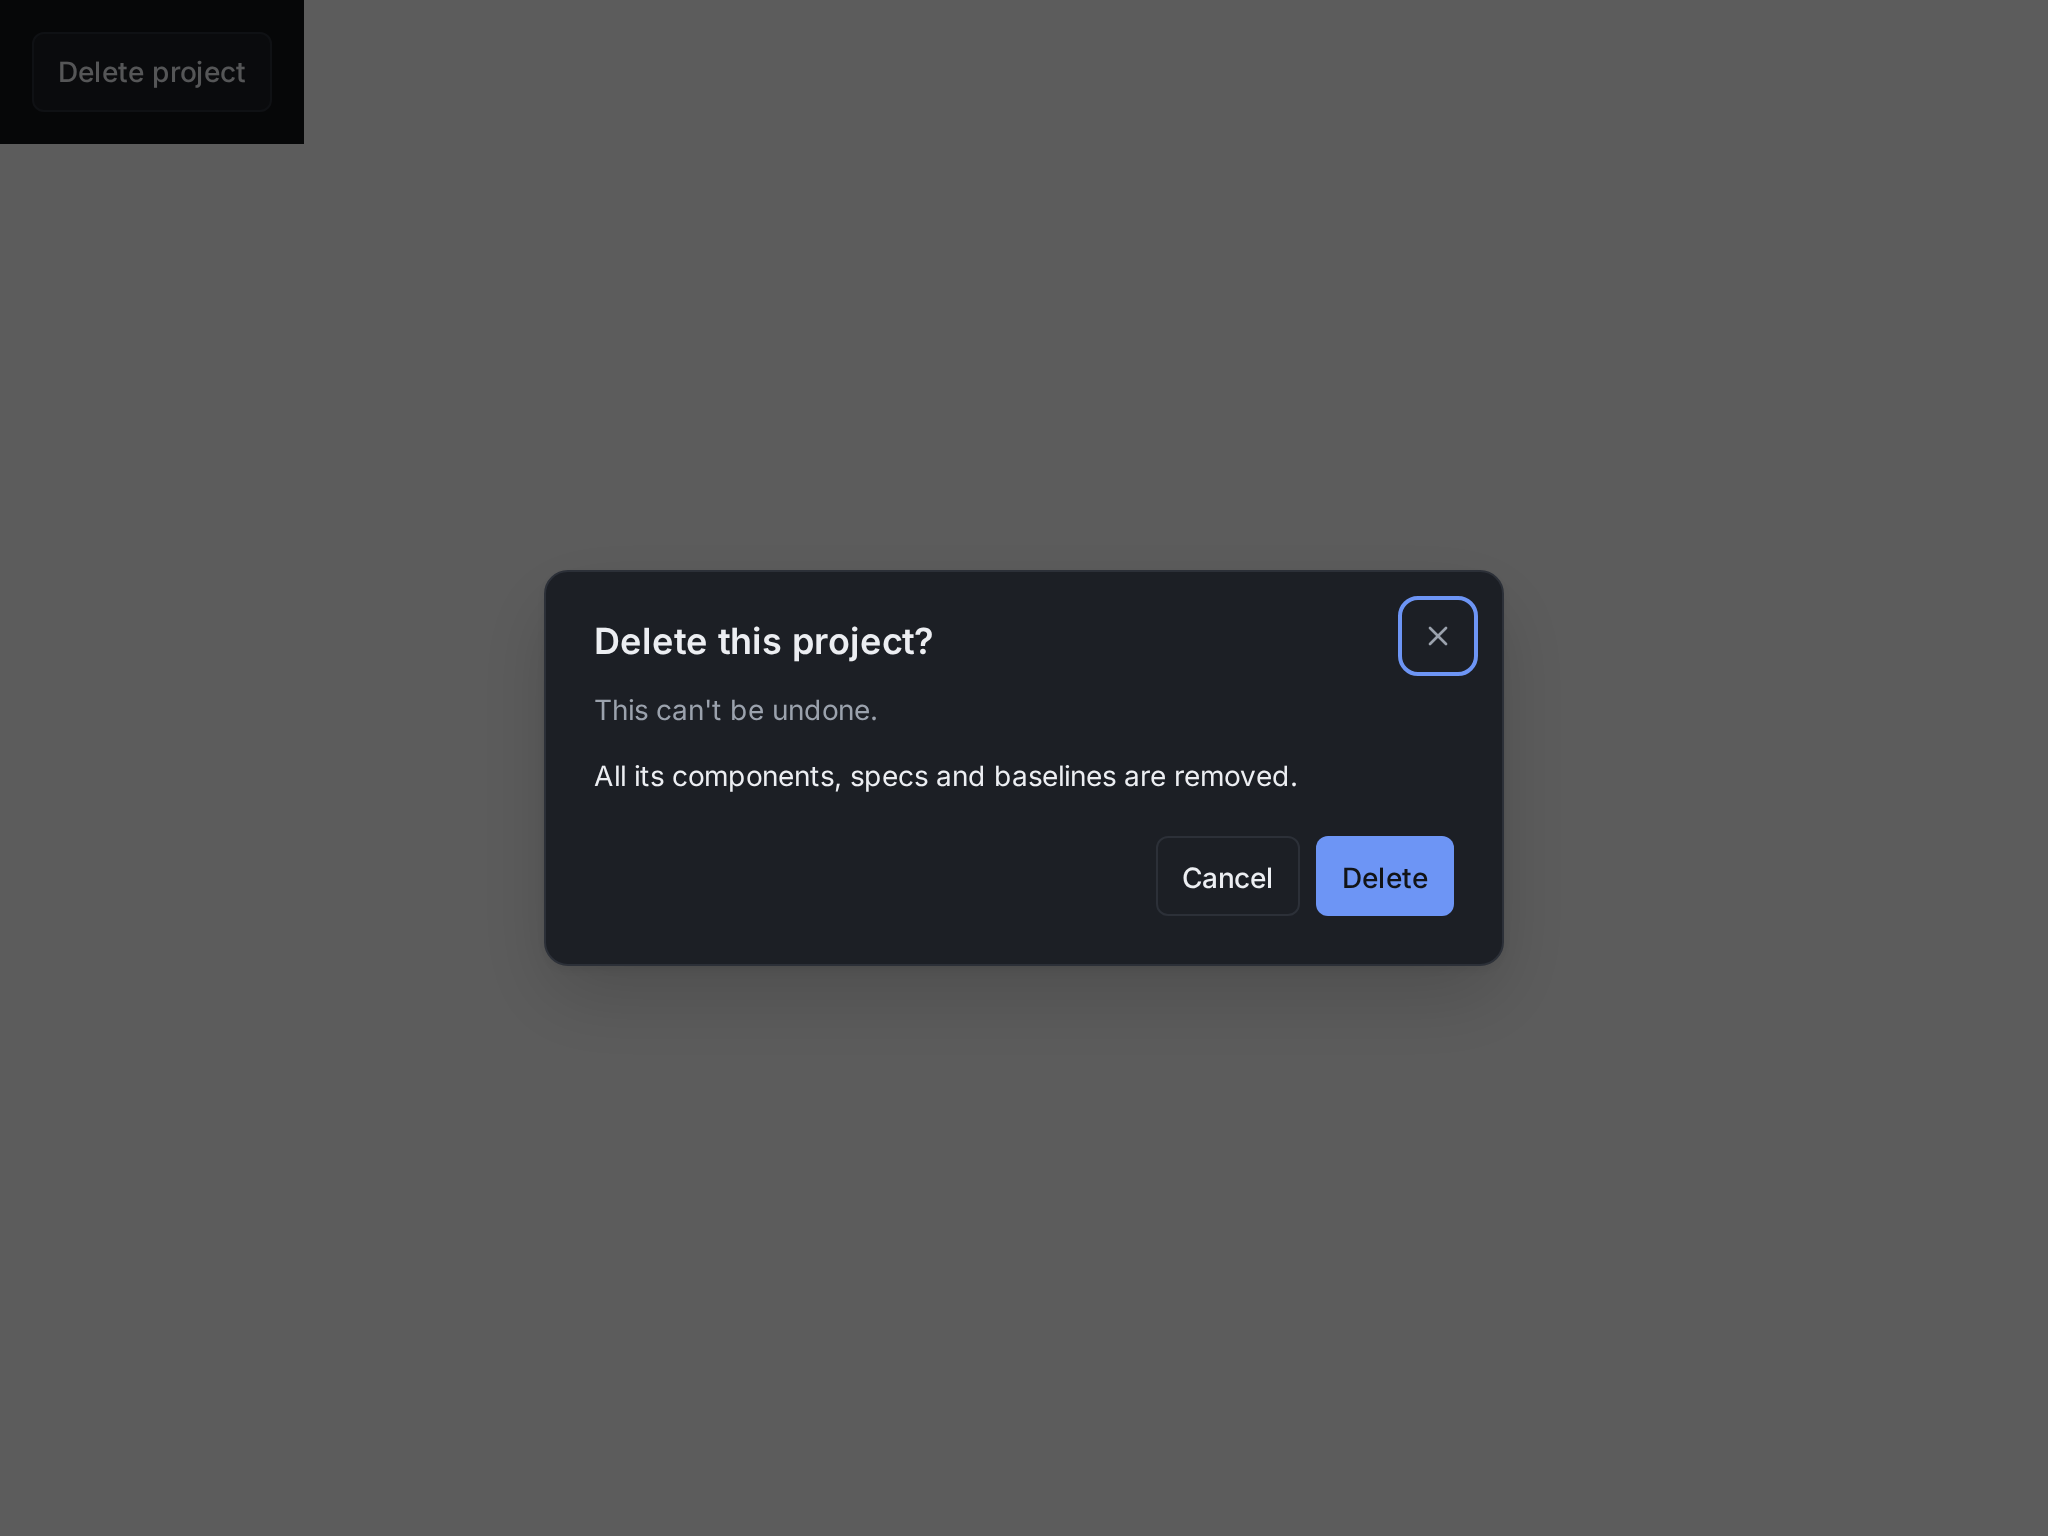 Delete project
Delete this project?
This can't be undone.
All its components, specs and baselines are removed.
Cancel
Delete